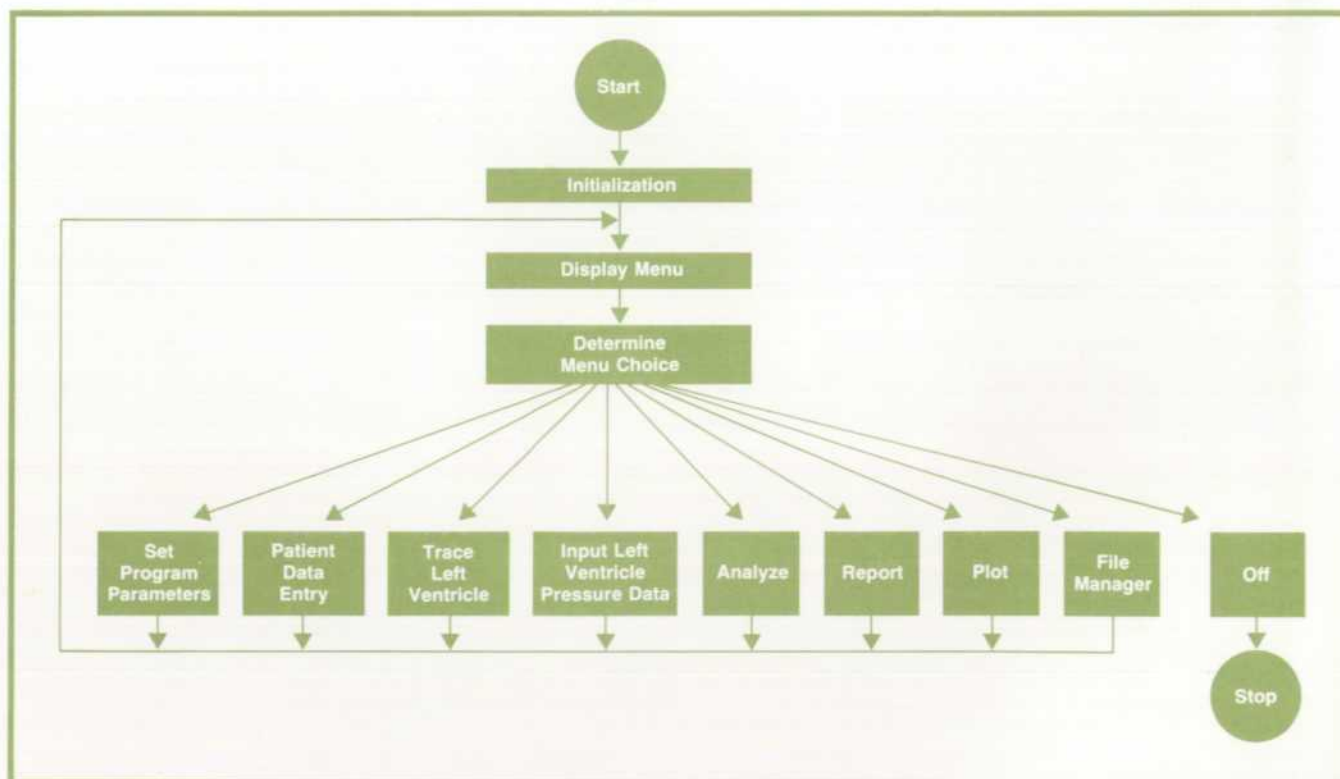 Start
Initialization
Display Menu
Determine
Menu Choice
Set
Program
Parameters
Patient
Data
Entry
Trace
Left
Ventricle
Input Left
Ventricle
Pressure Data
Analyze
Report
Plot
File
Manager
Off
Stop